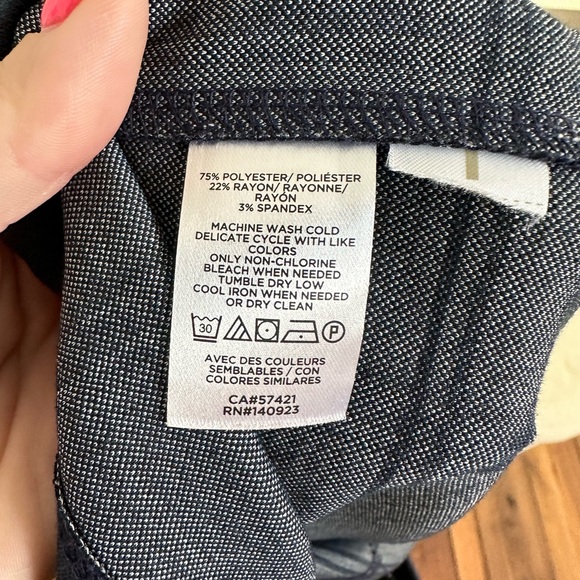 75% POLYESTER/ POLIÉSTER
22% RAYON/ RAYONNE/
RAYÓN
3% SPANDEX
MACHINE WASH COLD
DELICATE CYCLE WITH LIKE
COLORS
ONLY NON-CHLORINE
BLEACH WHEN NEEDED
TUMBLE DRY LOW
COOL IRON WHEN NEEDED
OR DRY CLEAN
30 P
AVEC DES COULEURS
SEMBLABLES / CON
COLORES SIMILARES
CA#57421
RN#140923